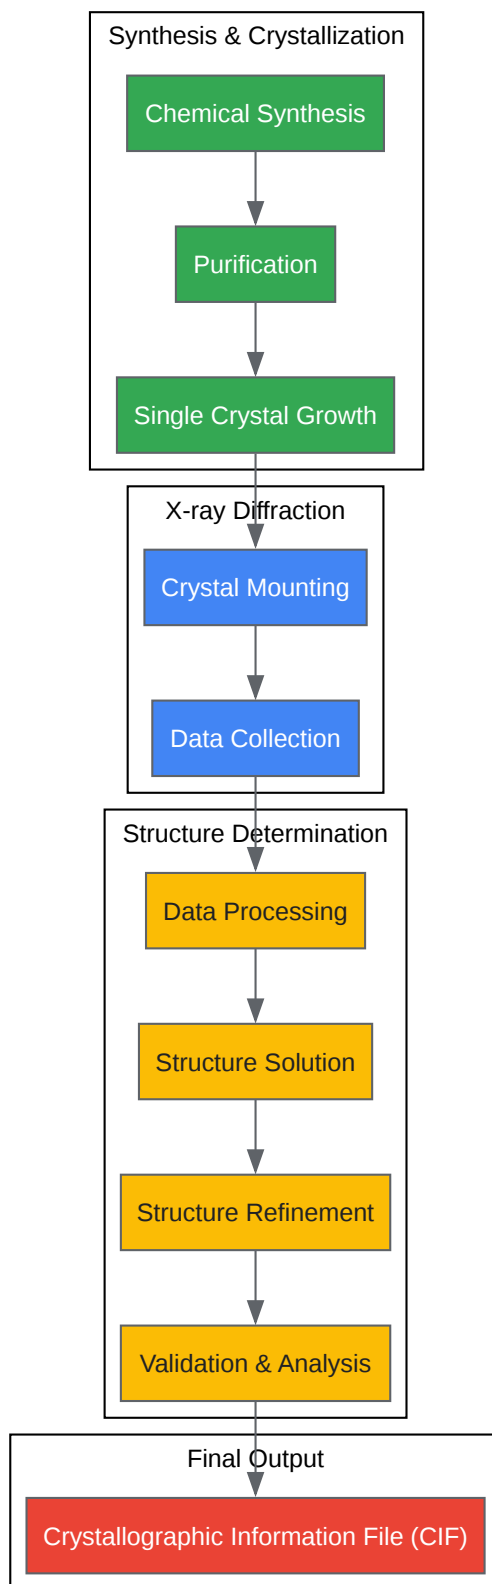 Synthesis & Crystallization
Chemical Synthesis
Purification
Single Crystal Growth
X-ray Diffraction
Crystal Mounting
Data Collection
Structure Determination
Data Processing
Structure Solution
Structure Refinement
Validation & Analysis
Final Output
Crystallographic Information File (CIF)